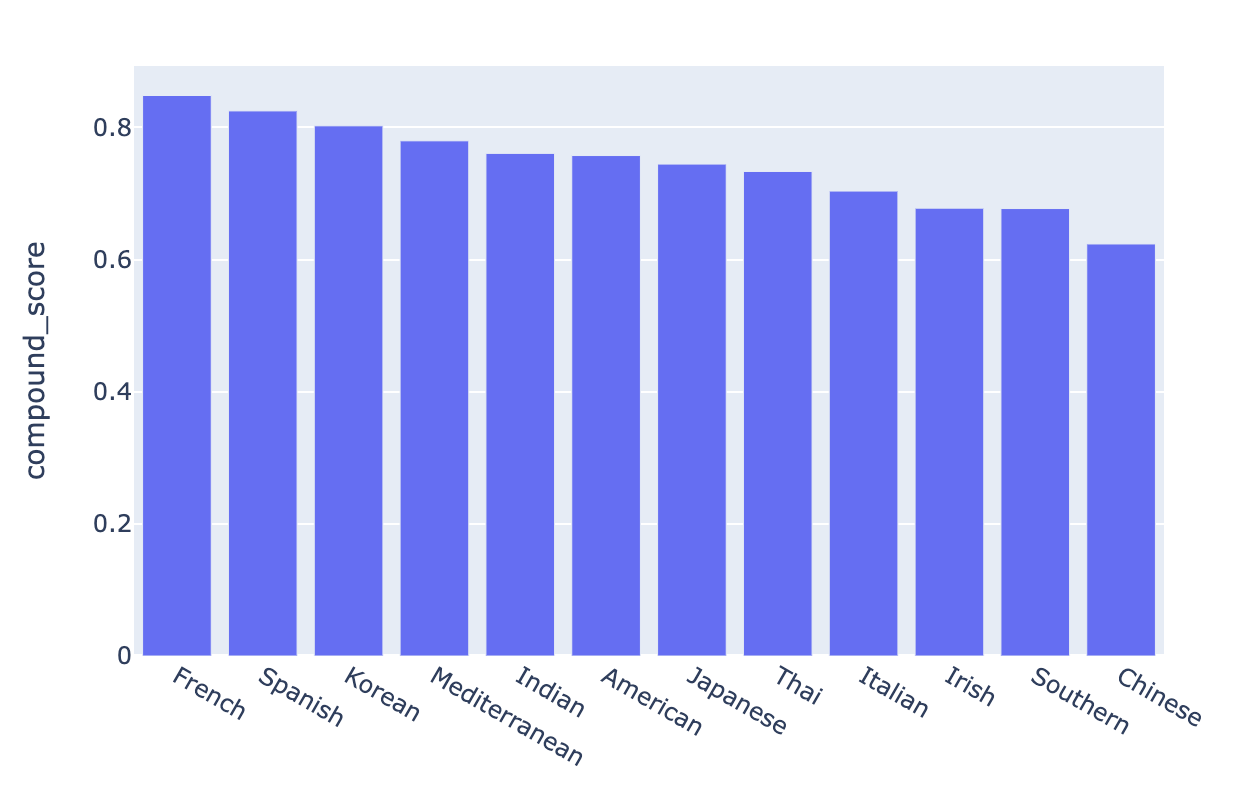 compound_score
0.8
0.6
0.4
0.2
0
French
Spanish
Korean
Mediterranean
Indian
American
Japanese
Thai
Italian
Irish
Southern
Chinese